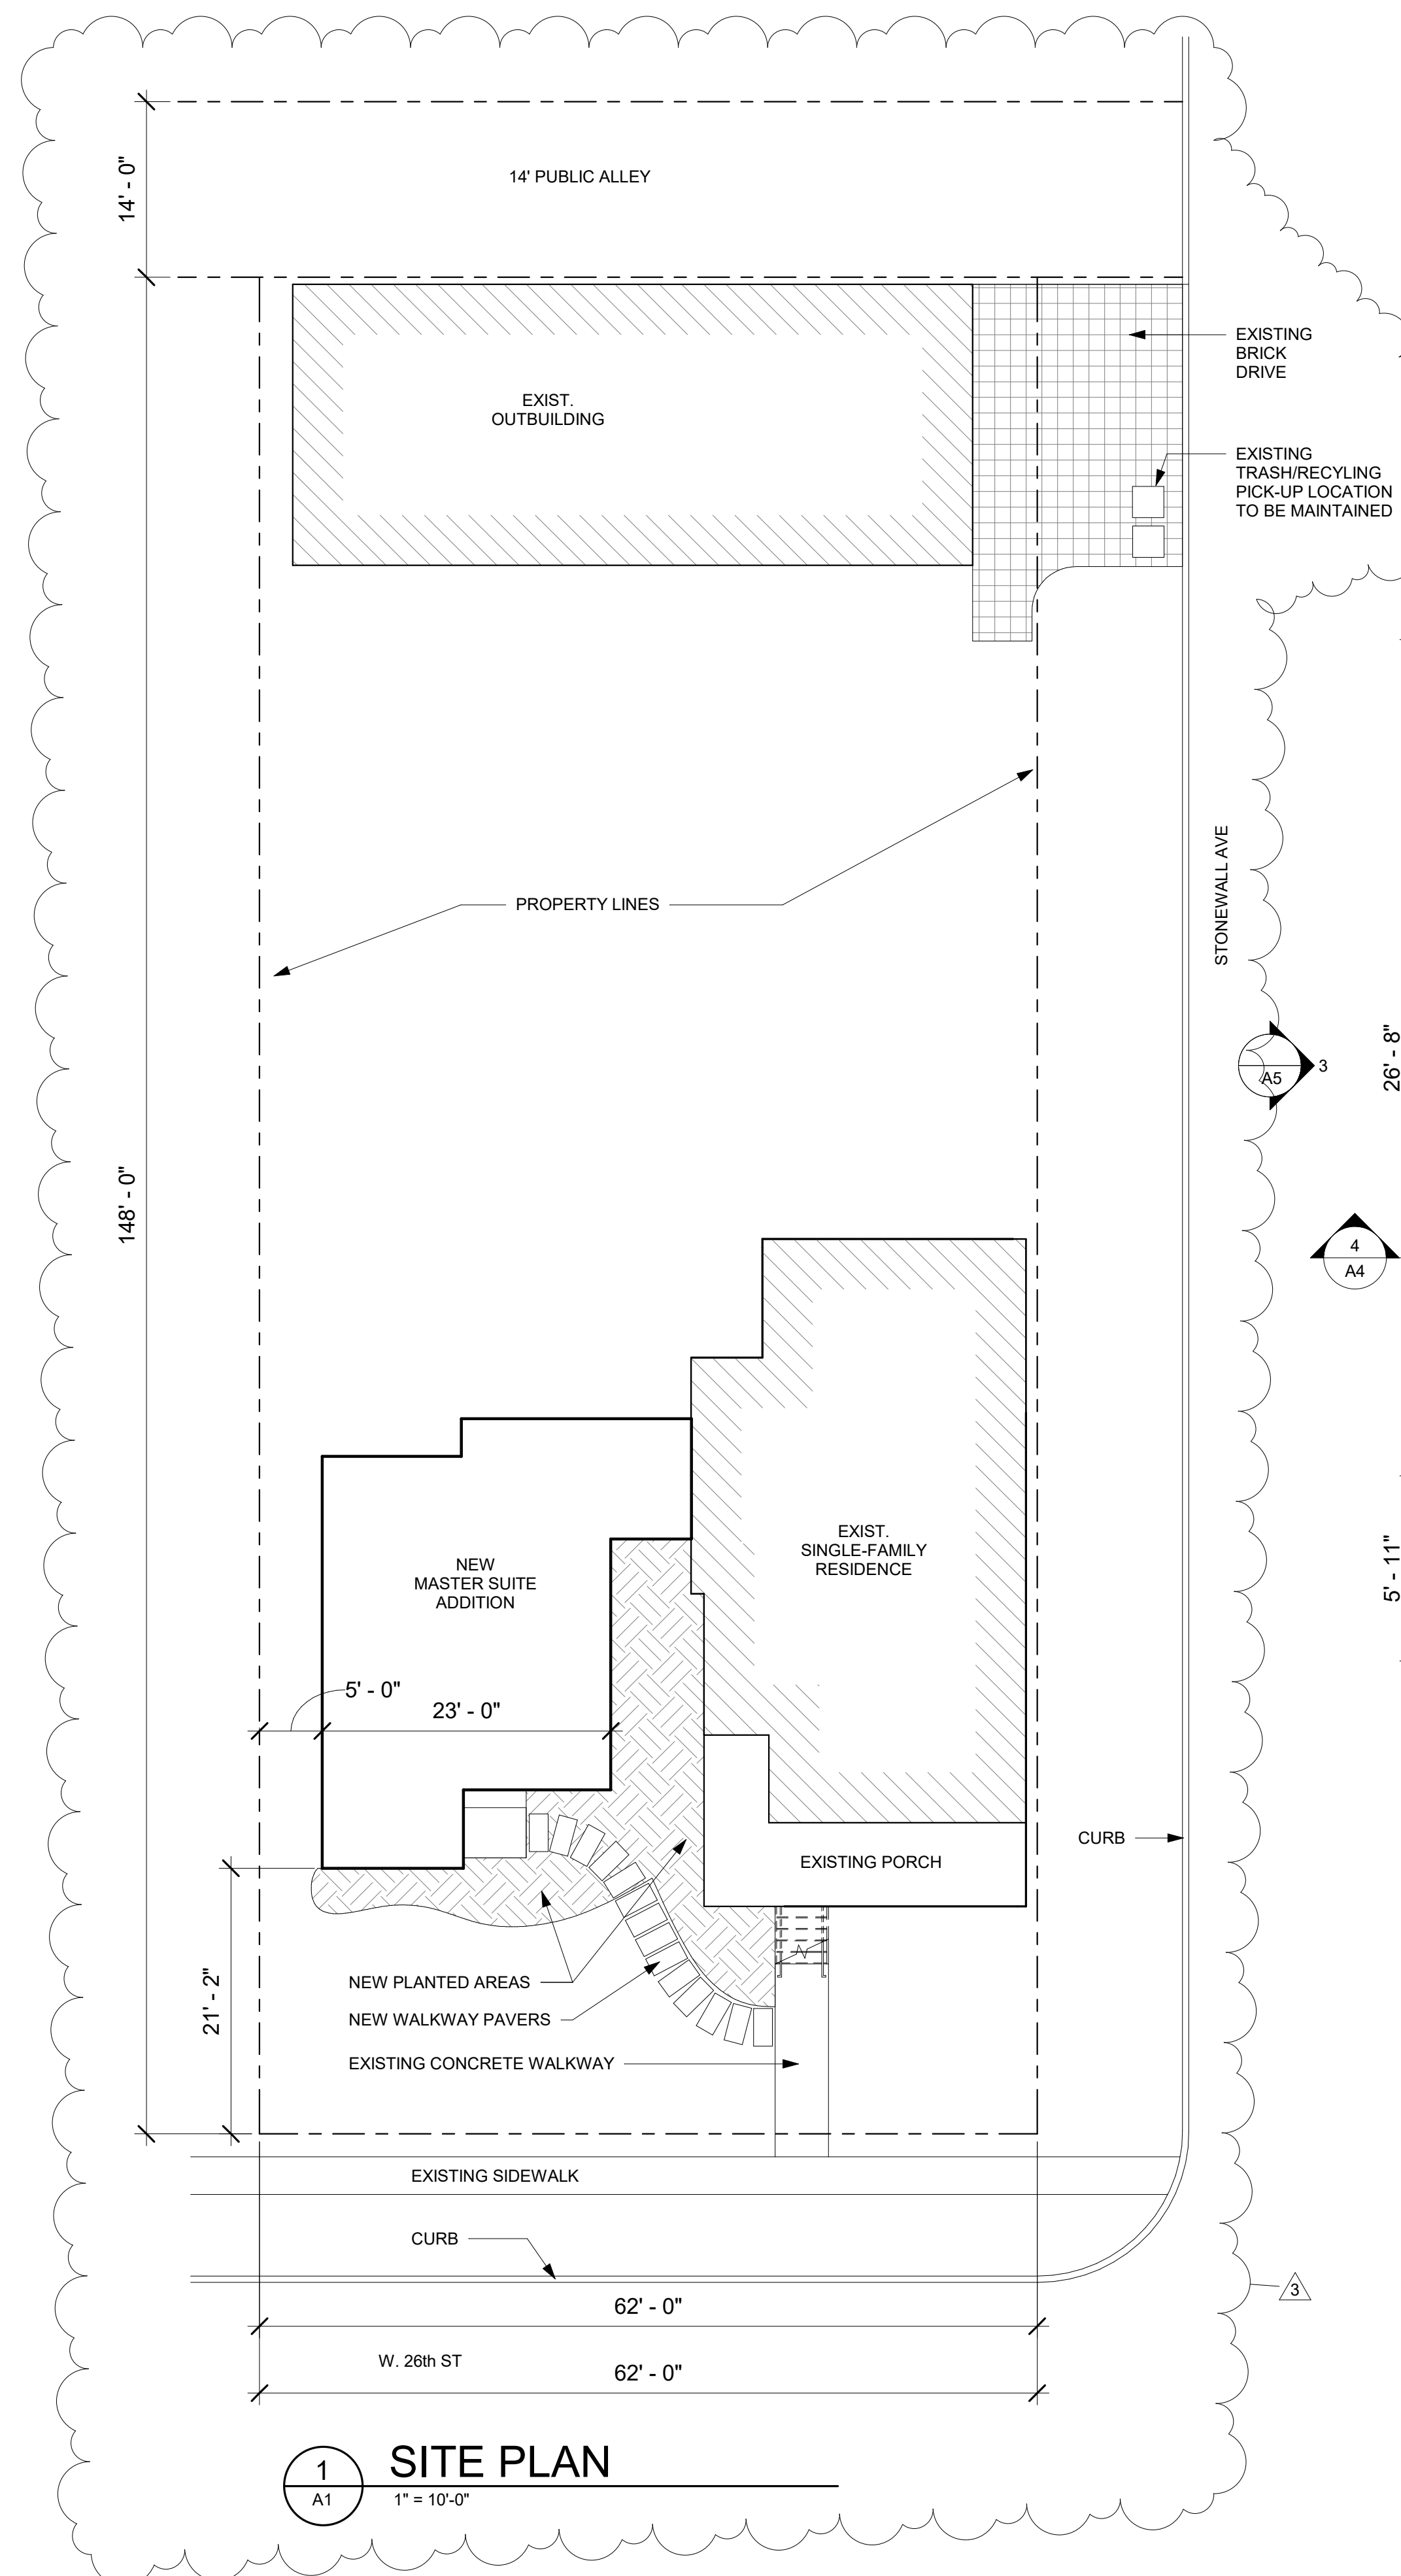 14' - 0"
14' PUBLIC ALLEY
EXISTING
BRICK
DRIVE
EXIST.
OUTBUILDING
EXISTING
TRASH/RECYLING
PICK-UP LOCATION
TO BE MAINTAINED
PROPERTY LINES
STONEWALL AVE
26' - 8"
A5
3
148' - 0"
4
A4
EXIST.
SINGLE-FAMILY
RESIDENCE
NEW
MASTER SUITE
ADDITION
5' - 11"
5' - 0"
23' - 0"
CURB
EXISTING PORCH
21' - 2"
NEW PLANTED AREAS
NEW WALKWAY PAVERS
EXISTING CONCRETE WALKWAY
EXISTING SIDEWALK
CURB
3
62' - 0"
W. 26th ST
62' - 0"
1
A1
SITE PLAN
1" = 10'-0"